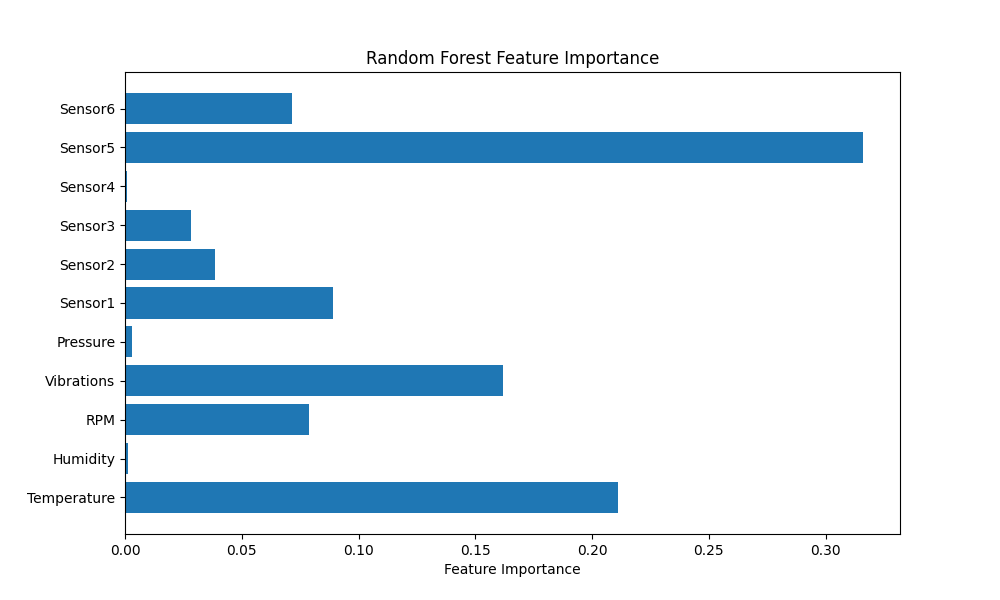 Random Forest Feature Importance
Sensor6
Sensor5
Sensor4
Sensor3
Sensor2
Sensor1
Pressure
Vibrations
RPM
Humidity
Temperature
0.00 0.05 0.10 0.15 0.20 0.25 0.30
Feature Importance